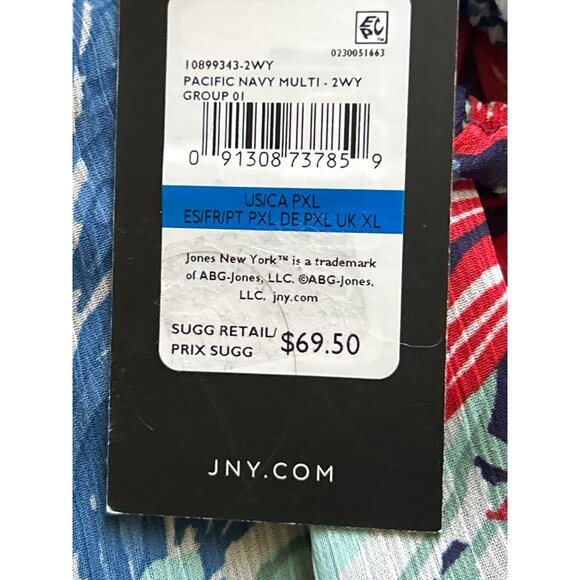 EPC™
0230051663
10899343-2WY
PACIFIC NAVY MULTI - 2WY
GROUP 01
0 91308 73785 9
US/CA PXL
ES/FR/PT PXL DE PXL UK XL
Jones New York™ is a trademark
of ABG-Jones, LLC. ©ABG-Jones,
LLC. jny.com
SUGG RETAIL/
PRIX SUGG $69.50
JNY.COM